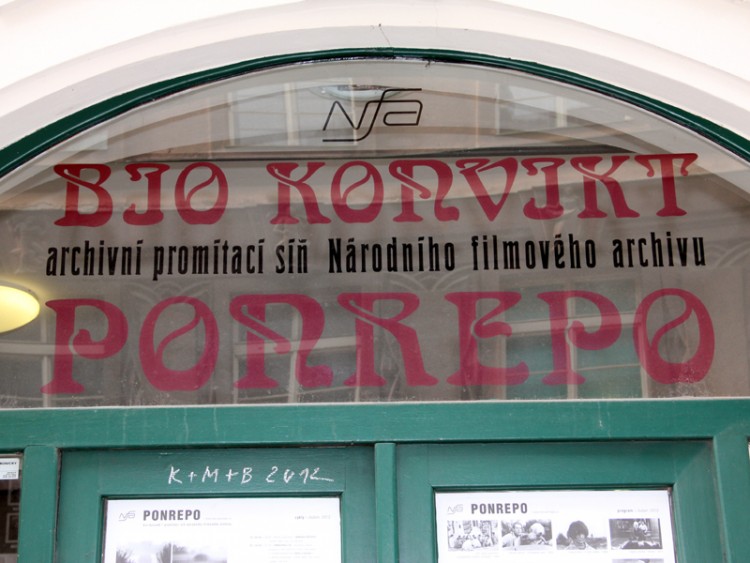 nfa
BIO KONVIKT
archivní promítací síň Národního filmového archivu
PONREPO
K+M+B 2012
PONREPO
PONREPO